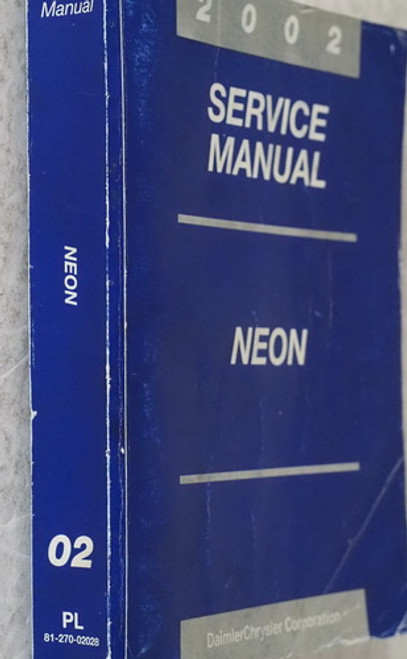 Manual
NEON
02
PL
81-270-02028
2002
SERVICE
MANUAL
NEON
DaimlerChrysler Corporation